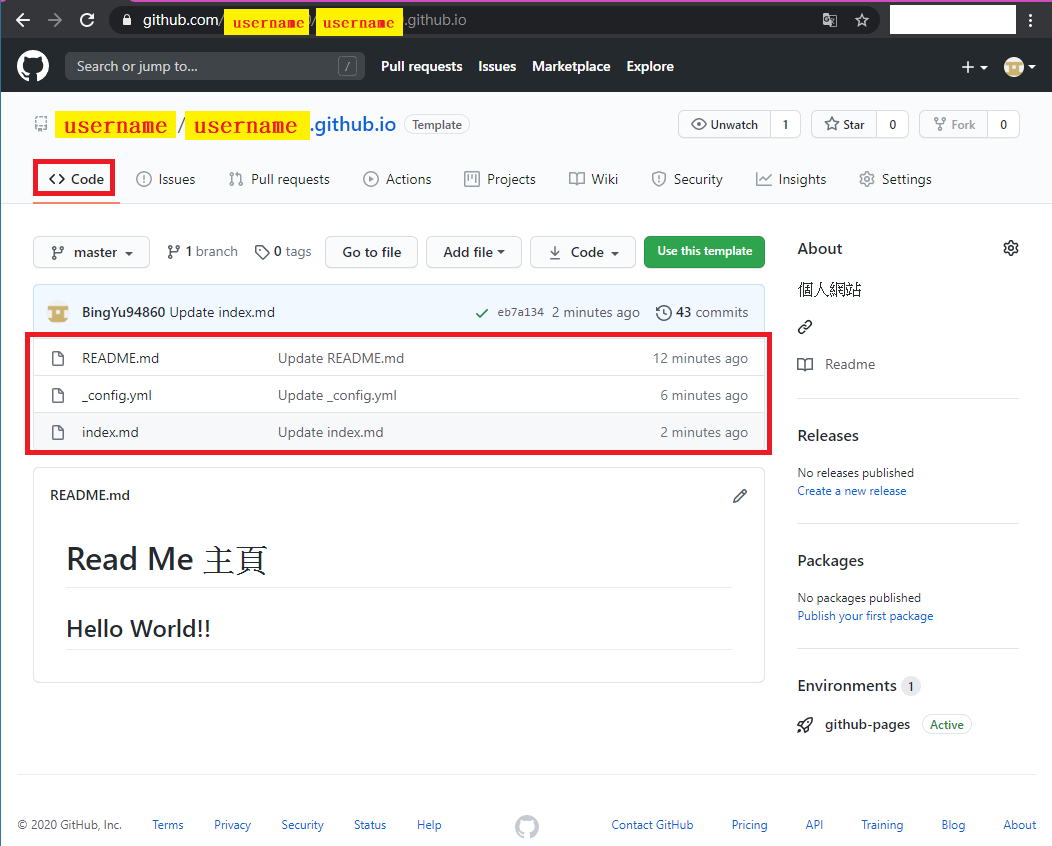 github.com/ username / username .github.io
Search or jump to... / Pull requests Issues Marketplace Explore
username / username .github.io Template Unwatch 1 Star 0 Fork 0
<> Code Issues Pull requests Actions Projects Wiki Security Insights Settings
master 1 branch 0 tags Go to file Add file Code Use this template
BingYu94860 Update index.md eb7a134 2 minutes ago 43 commits
README.md Update README.md 12 minutes ago
_config.yml Update _config.yml 6 minutes ago
index.md Update index.md 2 minutes ago
README.md
Read Me 主頁
Hello World!!
About
個人網站
Readme
Releases
No releases published
Create a new release
Packages
No packages published
Publish your first package
Environments 1
github-pages Active
© 2020 GitHub, Inc. Terms Privacy Security Status Help Contact GitHub Pricing API Training Blog About